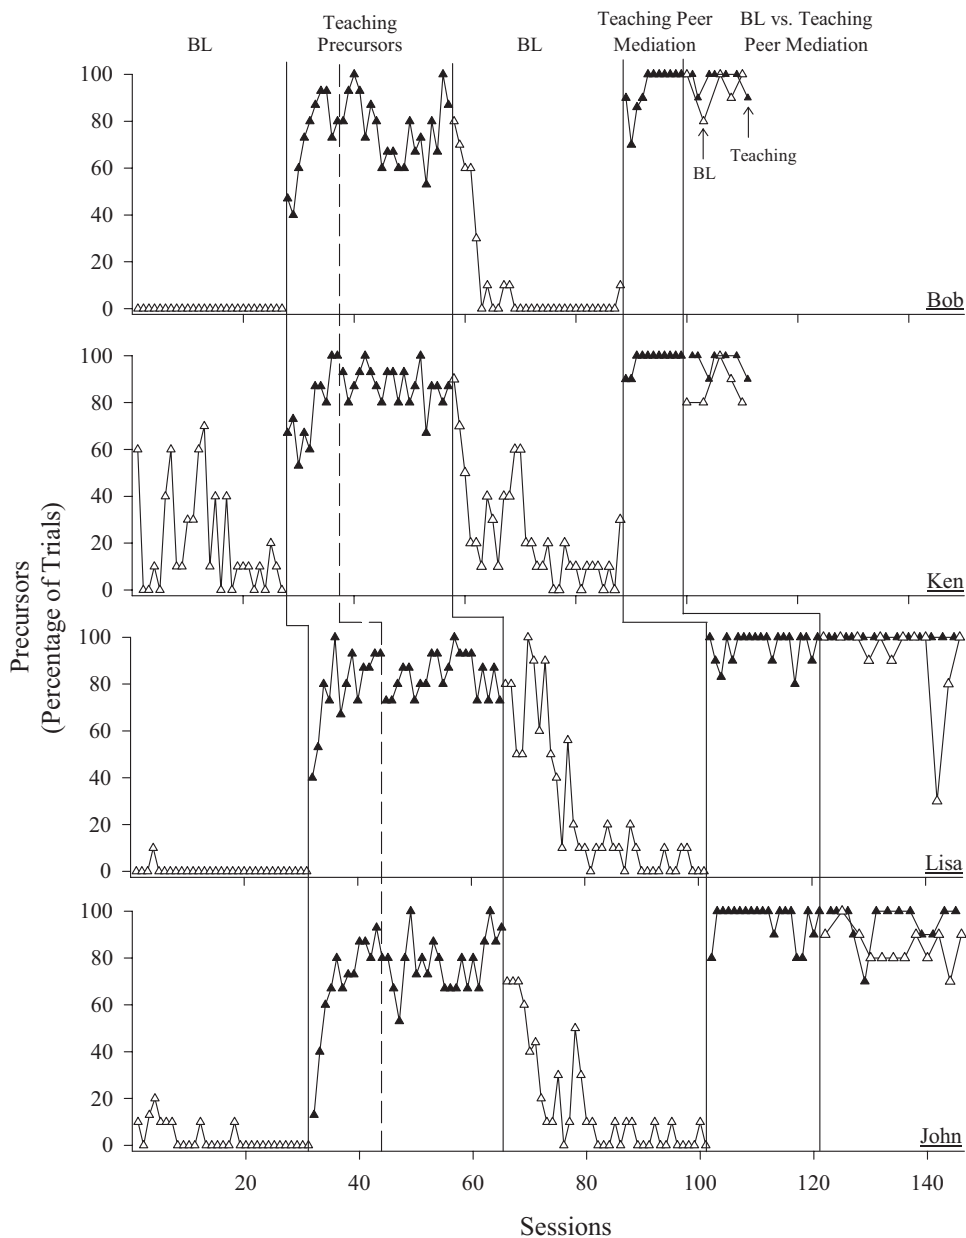 BL
Teaching
Precursors
BL
Teaching Peer
Mediation
BL vs. Teaching
Peer Mediation
100
80
60
40
20
0
BL
Teaching
Bob
100
80
60
40
20
0
Ken
Precursors
(Percentage of Trials)
100
80
60
40
20
0
Lisa
100
80
60
40
20
0
John
20 40 60 80 100 120 140
Sessions